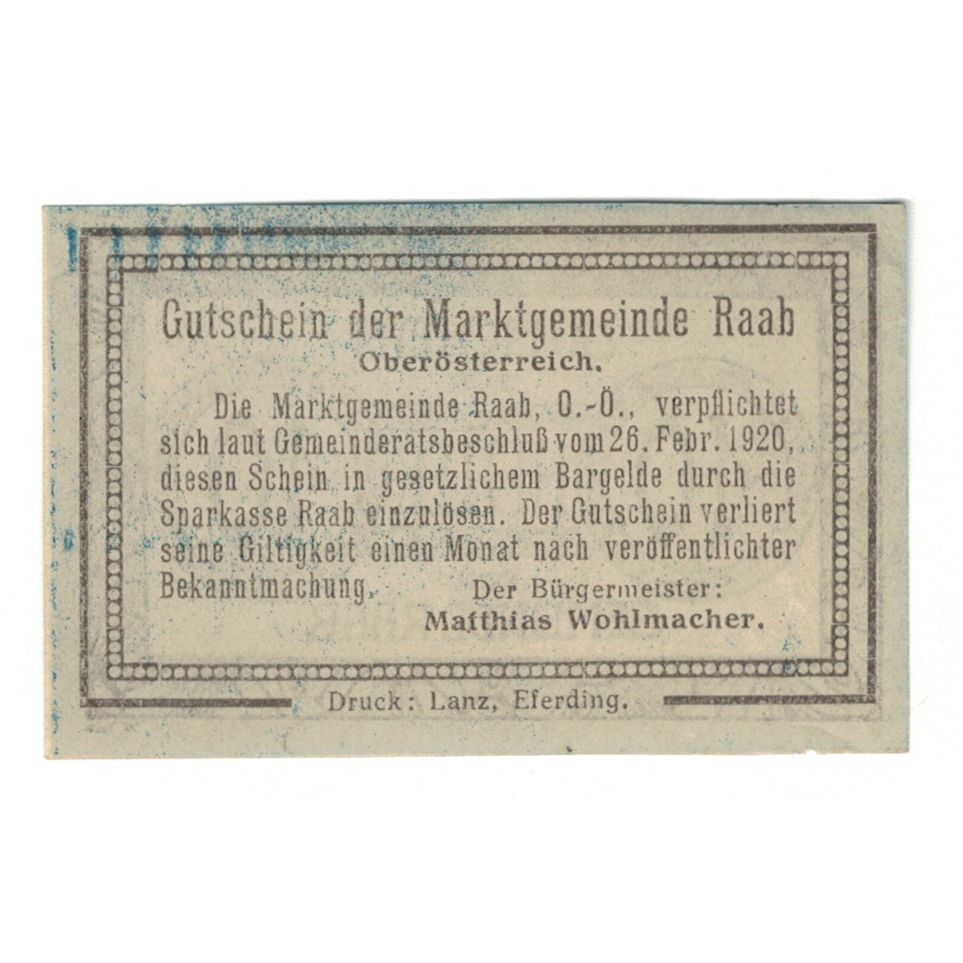 Gutschein der Marktgemeinde Raab
Oberösterreich.
Die Marktgemeinde Raab, O.-Ö., verpflichtet
sich laut Gemeinderatsbeschluß vom 26. Febr. 1920,
diesen Schein in gesetzlichem Bargelde durch die
Sparkasse Raab einzulösen. Der Gutschein verliert
seine Giltigkeit einen Monat nach veröffentlichter
Bekanntmachung. Der Bürgermeister:
Matthias Wohlmacher.
Druck: Lanz, Eferding.